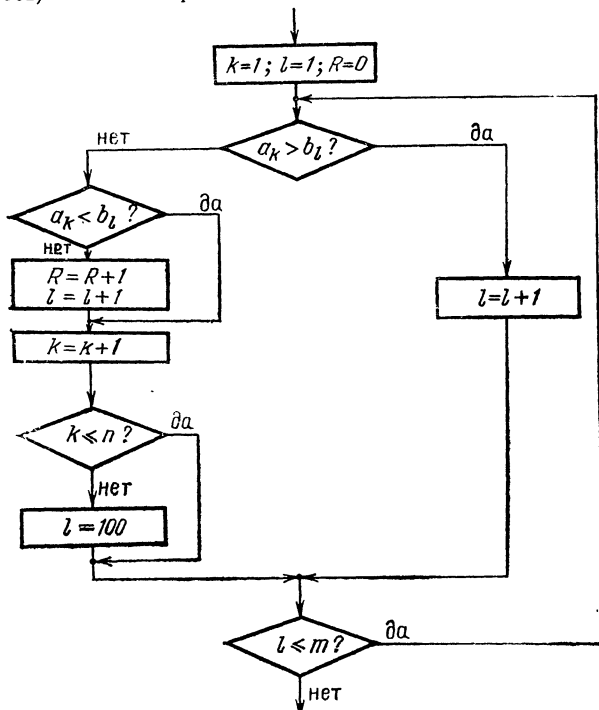 k=1; l=1; R=0
a_k > b_l ?
нет
да
a_k < b_l ?
да
нет
R = R+1
l = l+1
l=l+1
k=k+1
k ≤ n ?
да
нет
l = 100
l ≤ m ?
да
нет